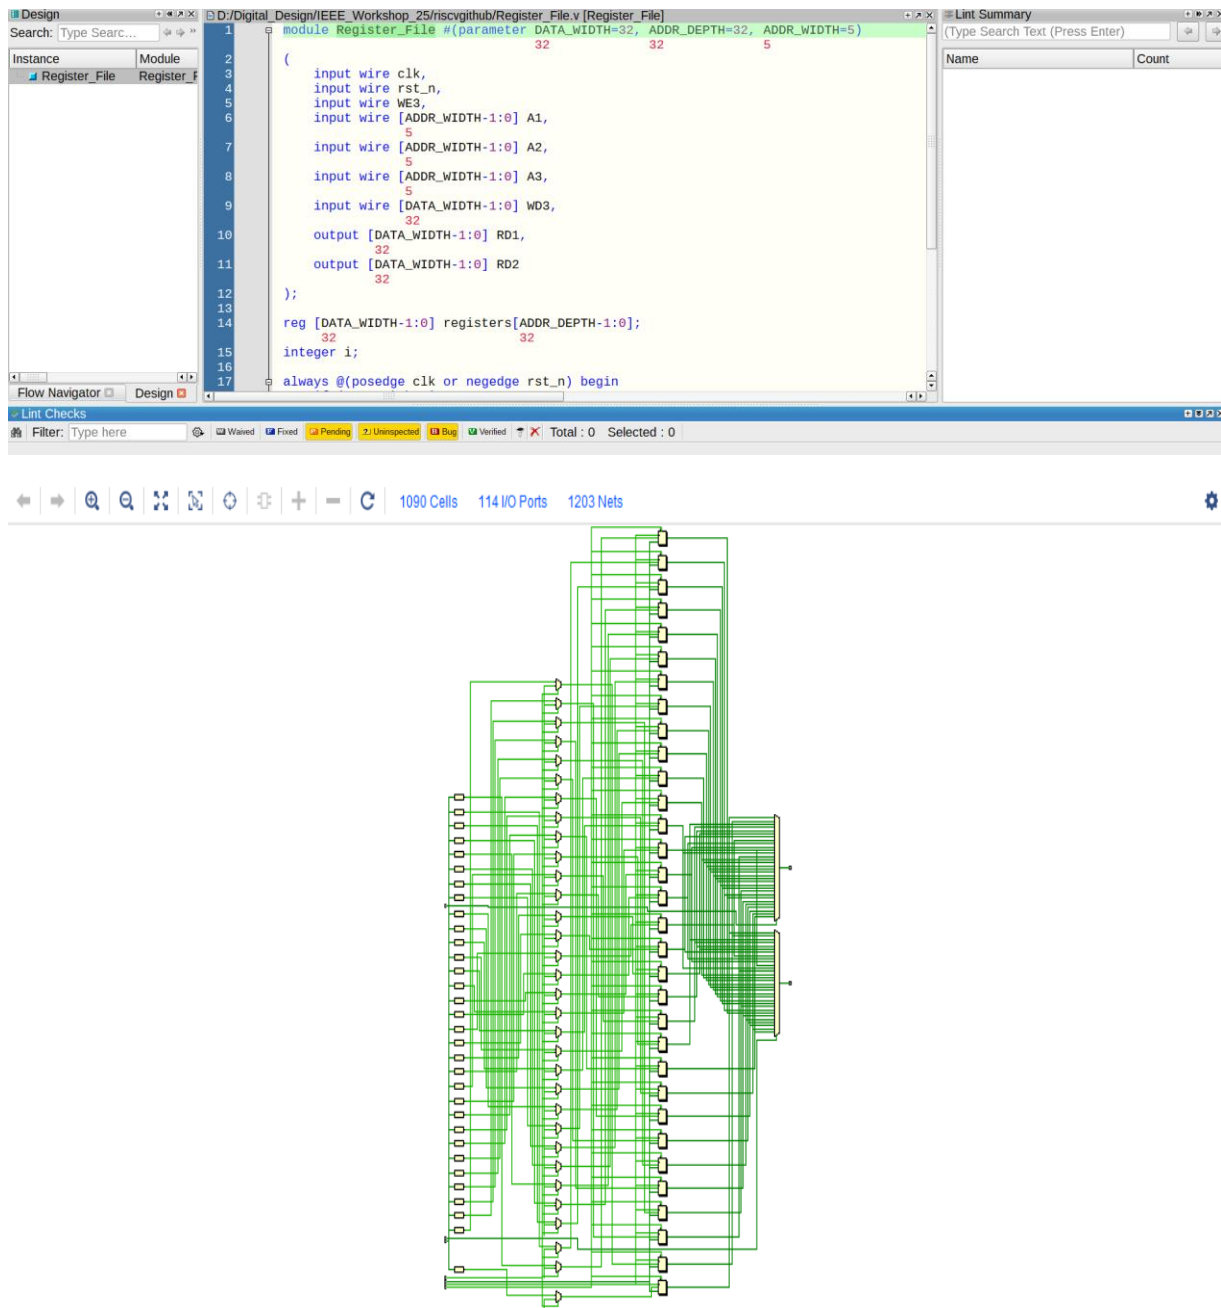 Design
Search: Type Searc...
Instance Module
Register_File Register_F
Flow Navigator Design
D:/Digital_Design/IEEE_Workshop_25/riscvgithub/Register_File.v [Register_File]
1 module Register_File #(parameter DATA_WIDTH=32, ADDR_DEPTH=32, ADDR_WIDTH=5)
32 32 5
2 (
3 input wire clk,
4 input wire rst_n,
5 input wire WE3,
6 input wire [ADDR_WIDTH-1:0] A1,
5
7 input wire [ADDR_WIDTH-1:0] A2,
5
8 input wire [ADDR_WIDTH-1:0] A3,
5
9 input wire [DATA_WIDTH-1:0] WD3,
32
10 output [DATA_WIDTH-1:0] RD1,
32
11 output [DATA_WIDTH-1:0] RD2
32
12 );
13
14 reg [DATA_WIDTH-1:0] registers[ADDR_DEPTH-1:0];
32 32
15 integer i;
16
17 always @(posedge clk or negedge rst_n) begin
Lint Summary
(Type Search Text (Press Enter)
Name Count
Lint Checks
Filter: Type here Waived Fixed Pending Uninspected Bug Verified Total : 0 Selected : 0
1090 Cells 114 I/O Ports 1203 Nets